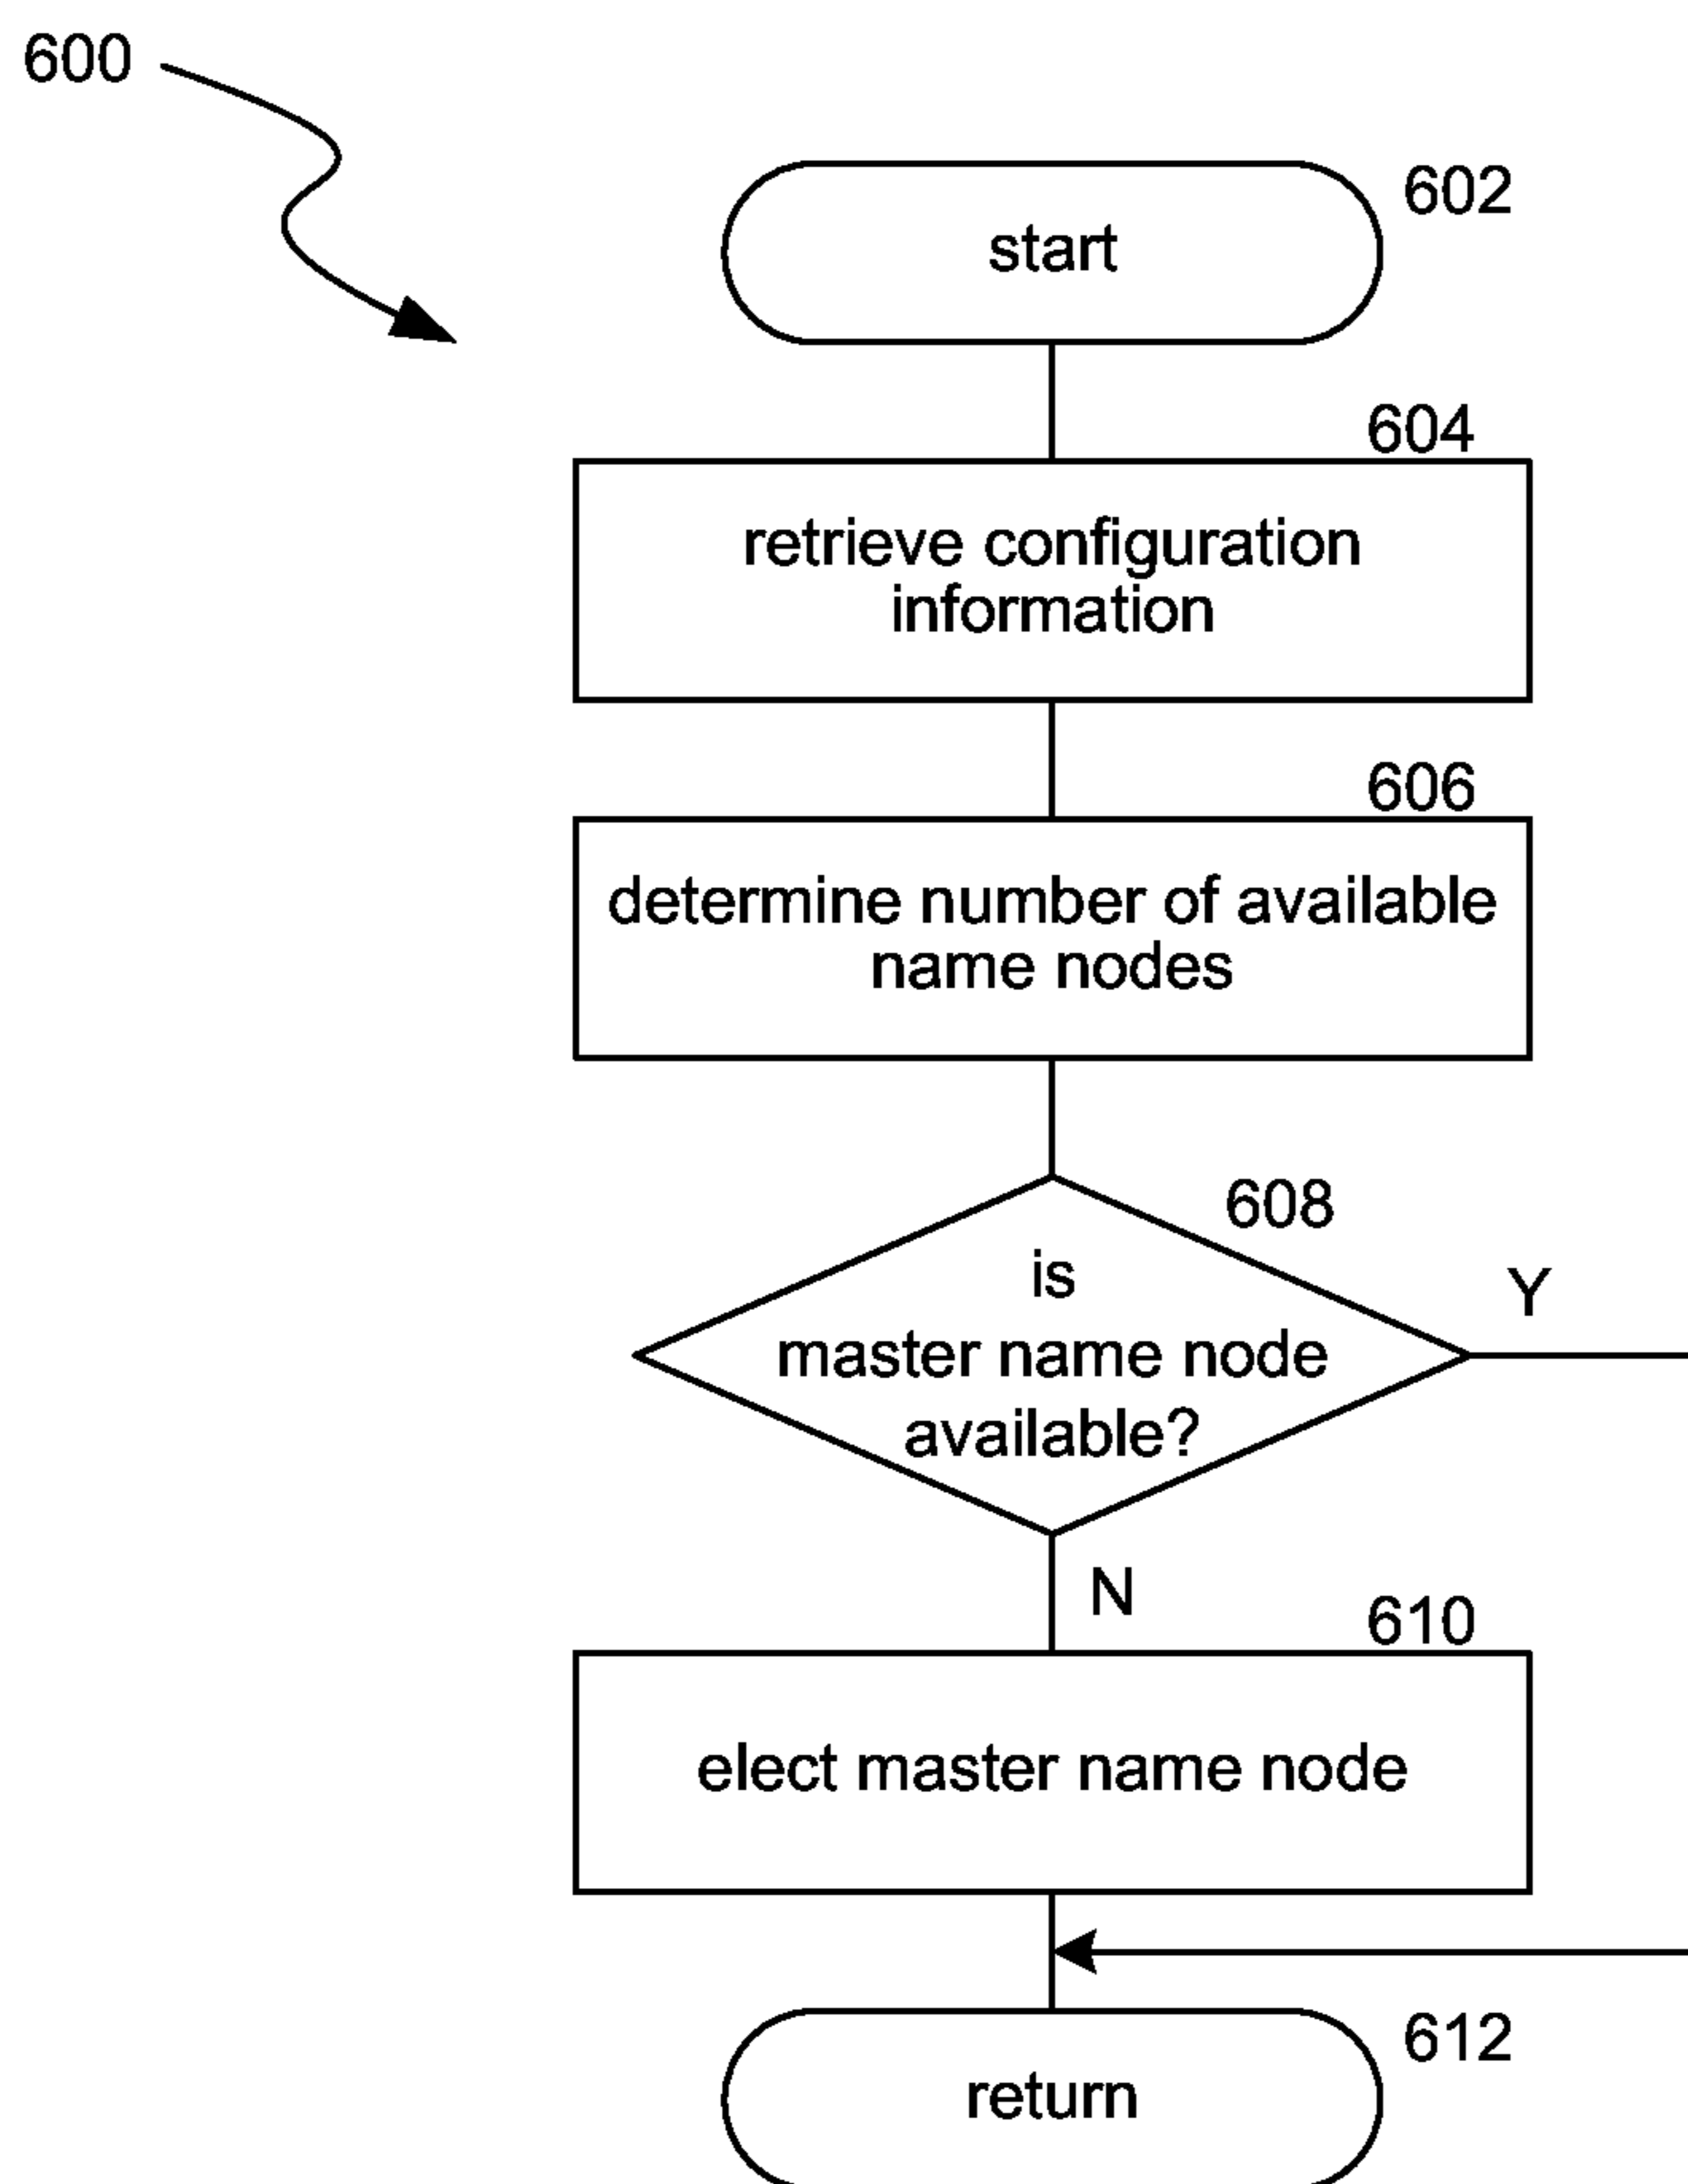 600
602
start
604
retrieve configuration
information
606
determine number of available
name nodes
608
is
master name node
available?
Y
N
610
elect master name node
612
return